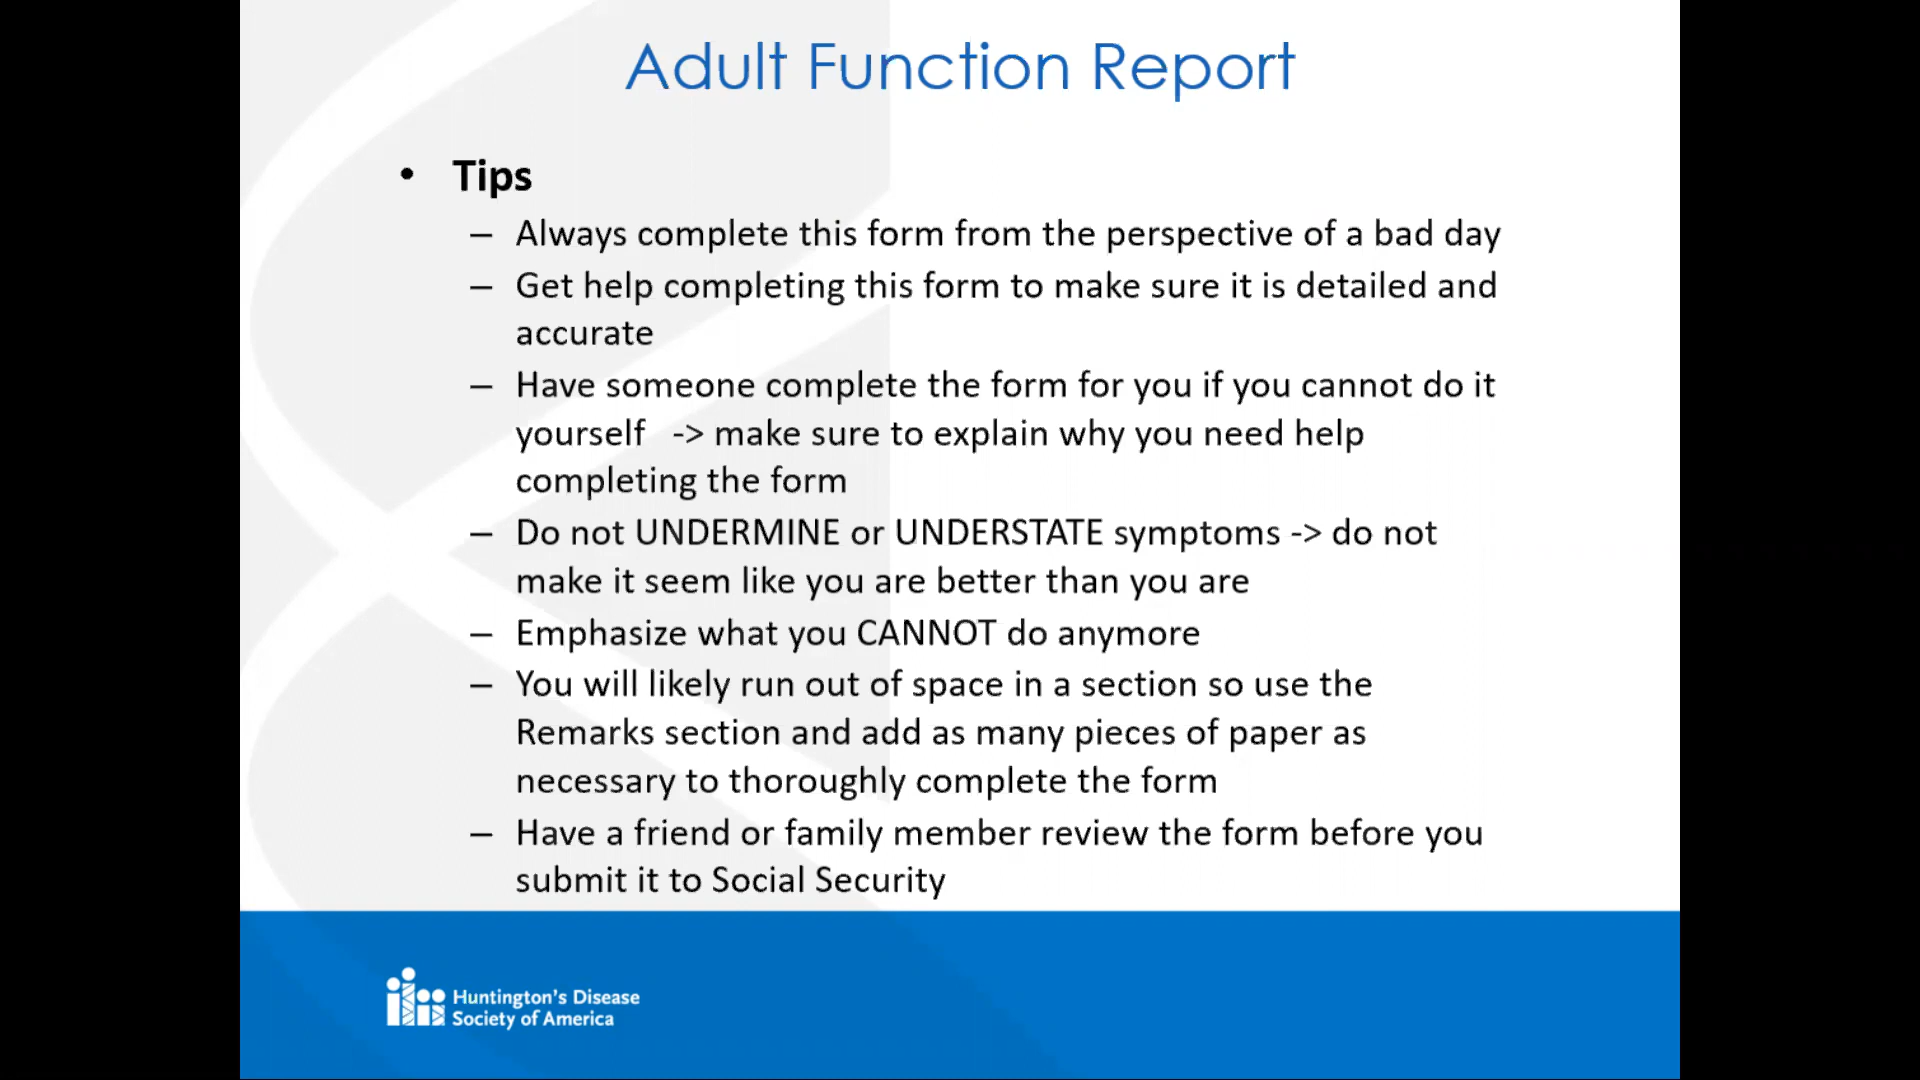 Adult Function Report
• Tips
– Always complete this form from the perspective of a bad day
– Get help completing this form to make sure it is detailed and
accurate
– Have someone complete the form for you if you cannot do it
yourself -> make sure to explain why you need help
completing the form
– Do not UNDERMINE or UNDERSTATE symptoms -> do not
make it seem like you are better than you are
– Emphasize what you CANNOT do anymore
– You will likely run out of space in a section so use the
Remarks section and add as many pieces of paper as
necessary to thoroughly complete the form
– Have a friend or family member review the form before you
submit it to Social Security
Huntington's Disease
Society of America